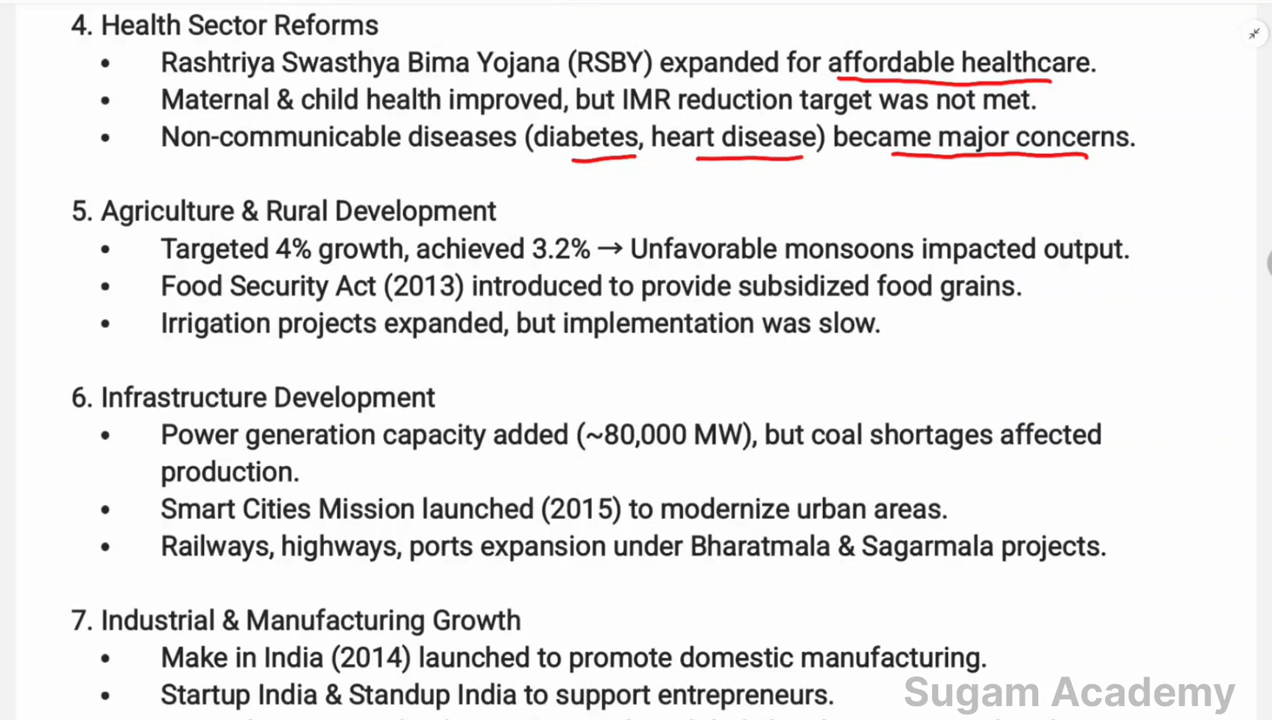 4. Health Sector Reforms
• Rashtriya Swasthya Bima Yojana (RSBY) expanded for affordable healthcare.
• Maternal & child health improved, but IMR reduction target was not met.
• Non-communicable diseases (diabetes, heart disease) became major concerns.
5. Agriculture & Rural Development
• Targeted 4% growth, achieved 3.2% → Unfavorable monsoons impacted output.
• Food Security Act (2013) introduced to provide subsidized food grains.
• Irrigation projects expanded, but implementation was slow.
6. Infrastructure Development
• Power generation capacity added (~80,000 MW), but coal shortages affected
production.
• Smart Cities Mission launched (2015) to modernize urban areas.
• Railways, highways, ports expansion under Bharatmala & Sagarmala projects.
7. Industrial & Manufacturing Growth
• Make in India (2014) launched to promote domestic manufacturing.
• Startup India & Standup India to support entrepreneurs.
Sugam Academy